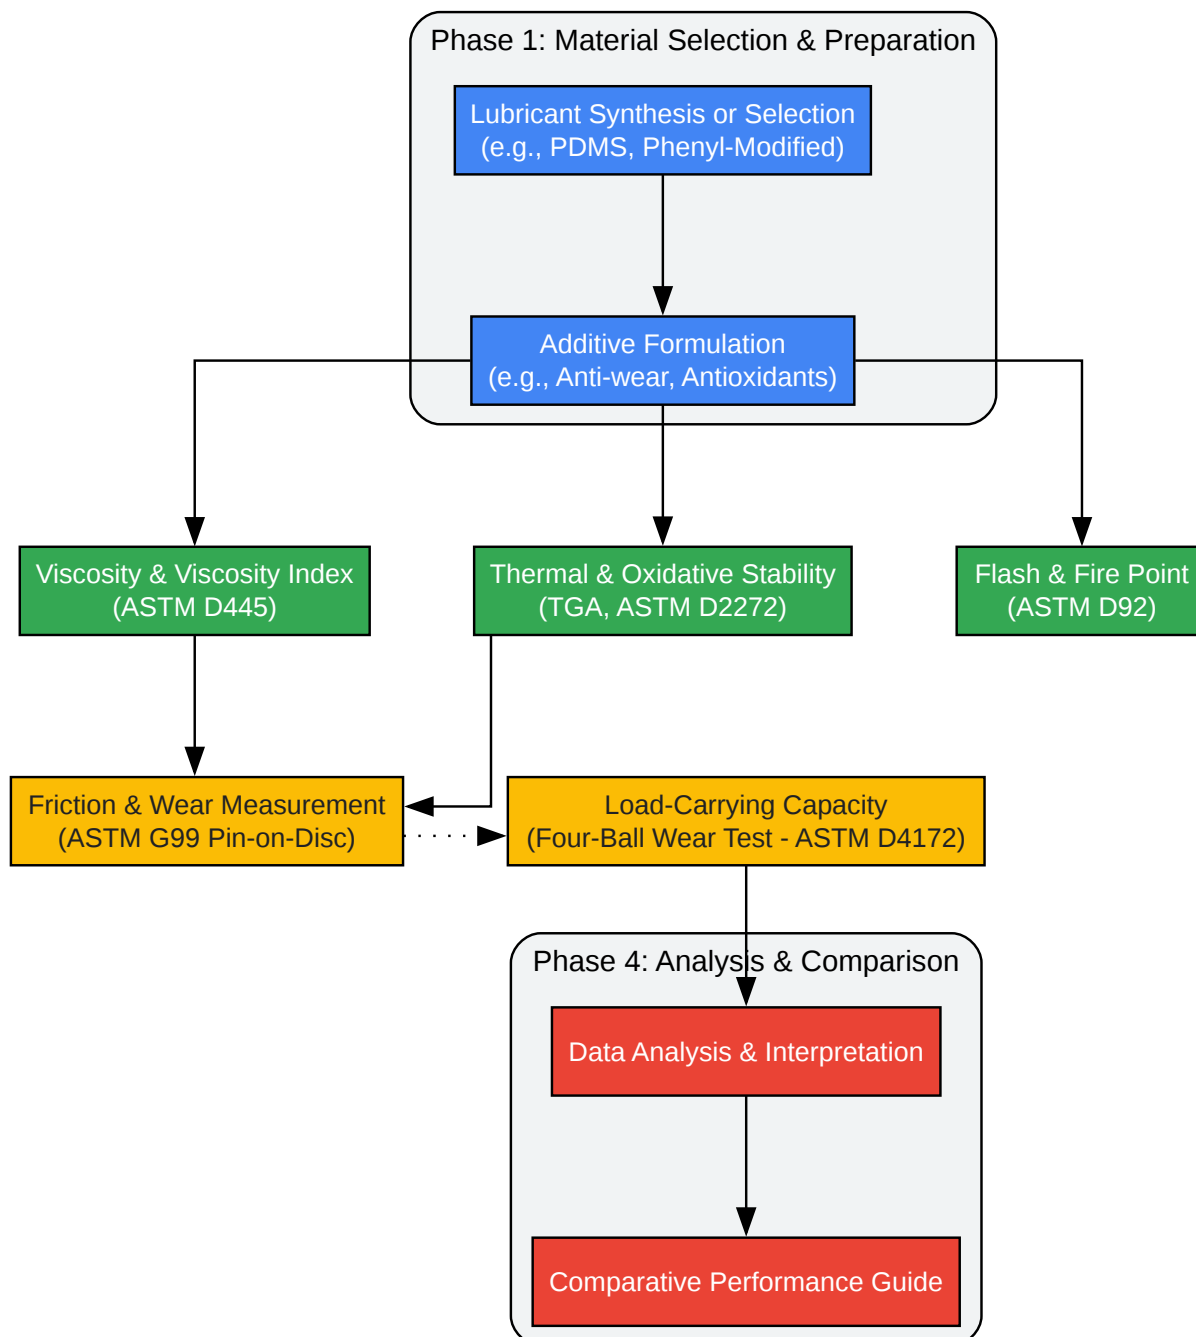 Phase 1: Material Selection & Preparation
Lubricant Synthesis or Selection
(e.g., PDMS, Phenyl-Modified)
Additive Formulation
(e.g., Anti-wear, Antioxidants)
Viscosity & Viscosity Index
(ASTM D445)
Thermal & Oxidative Stability
(TGA, ASTM D2272)
Flash & Fire Point
(ASTM D92)
Friction & Wear Measurement
(ASTM G99 Pin-on-Disc)
Load-Carrying Capacity
(Four-Ball Wear Test - ASTM D4172)
Phase 4: Analysis & Comparison
Data Analysis & Interpretation
Comparative Performance Guide